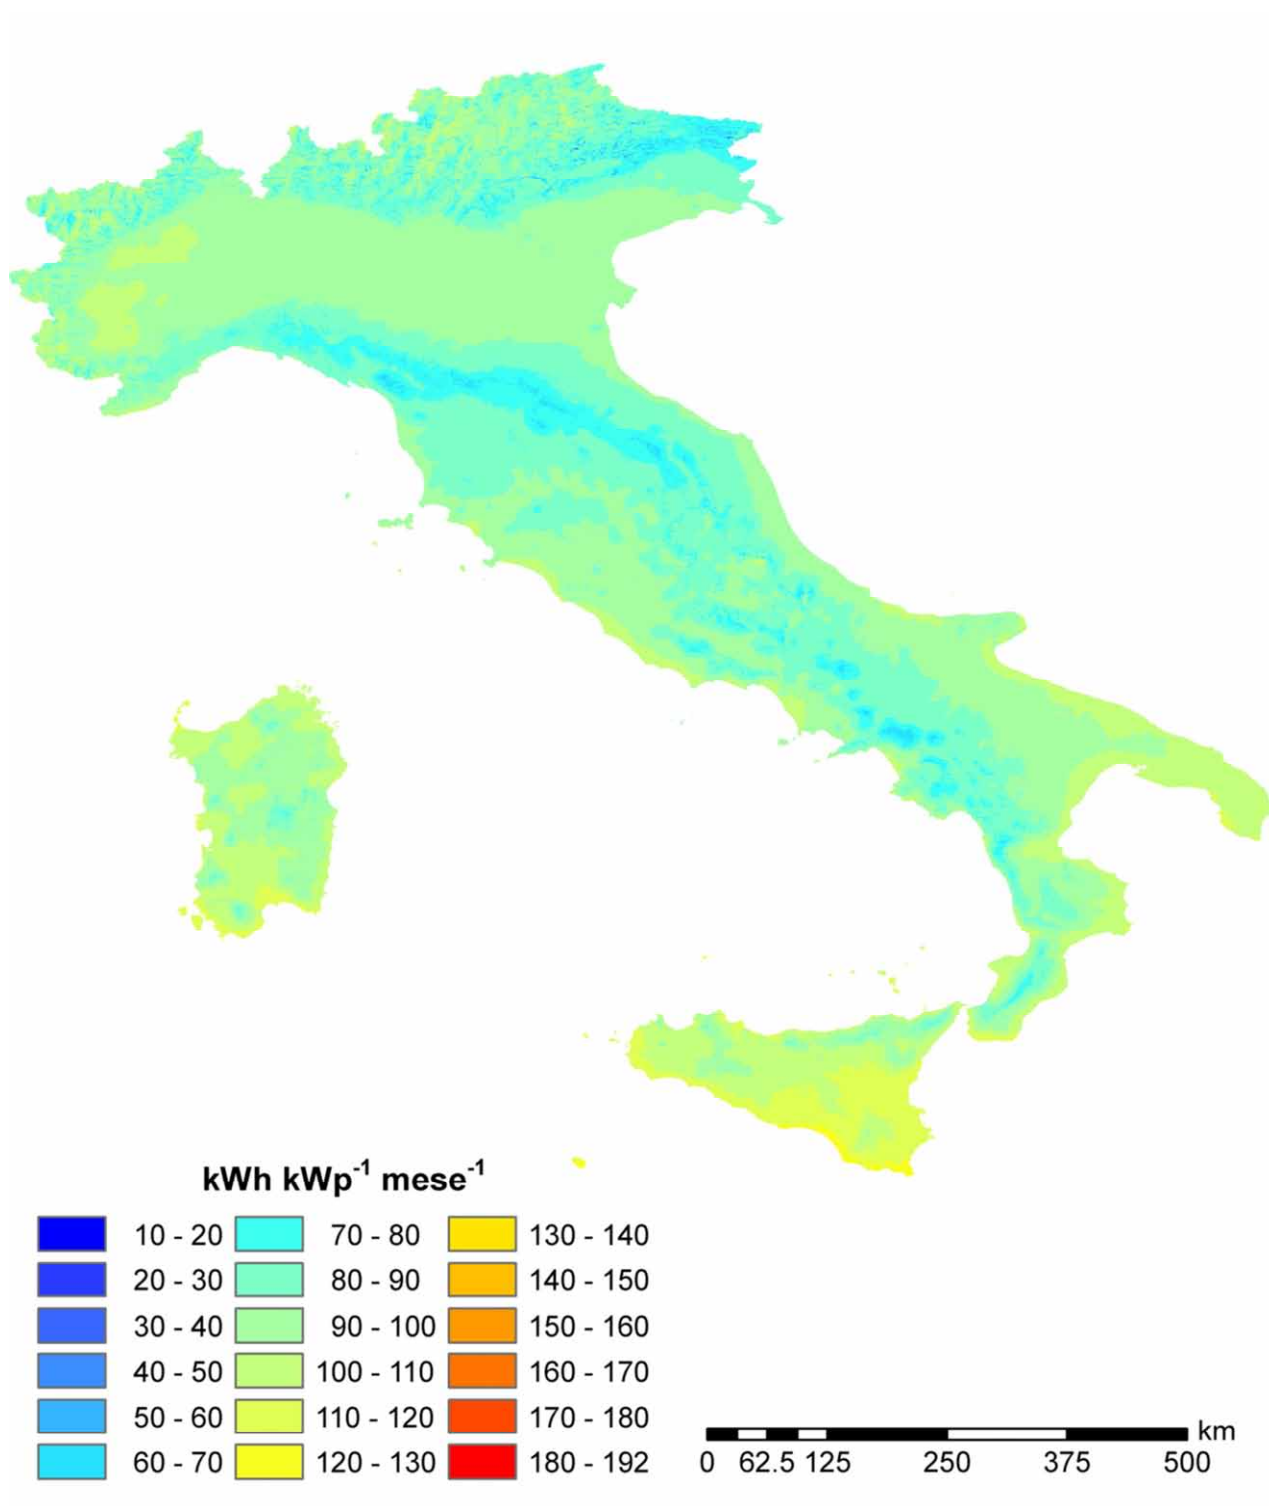 kWh kWp-1 mese-1
10 - 20 70 - 80 130 - 140
20 - 30 80 - 90 140 - 150
30 - 40 90 - 100 150 - 160
40 - 50 100 - 110 160 - 170
50 - 60 110 - 120 170 - 180
60 - 70 120 - 130 180 - 192
km
0 62.5 125 250 375 500